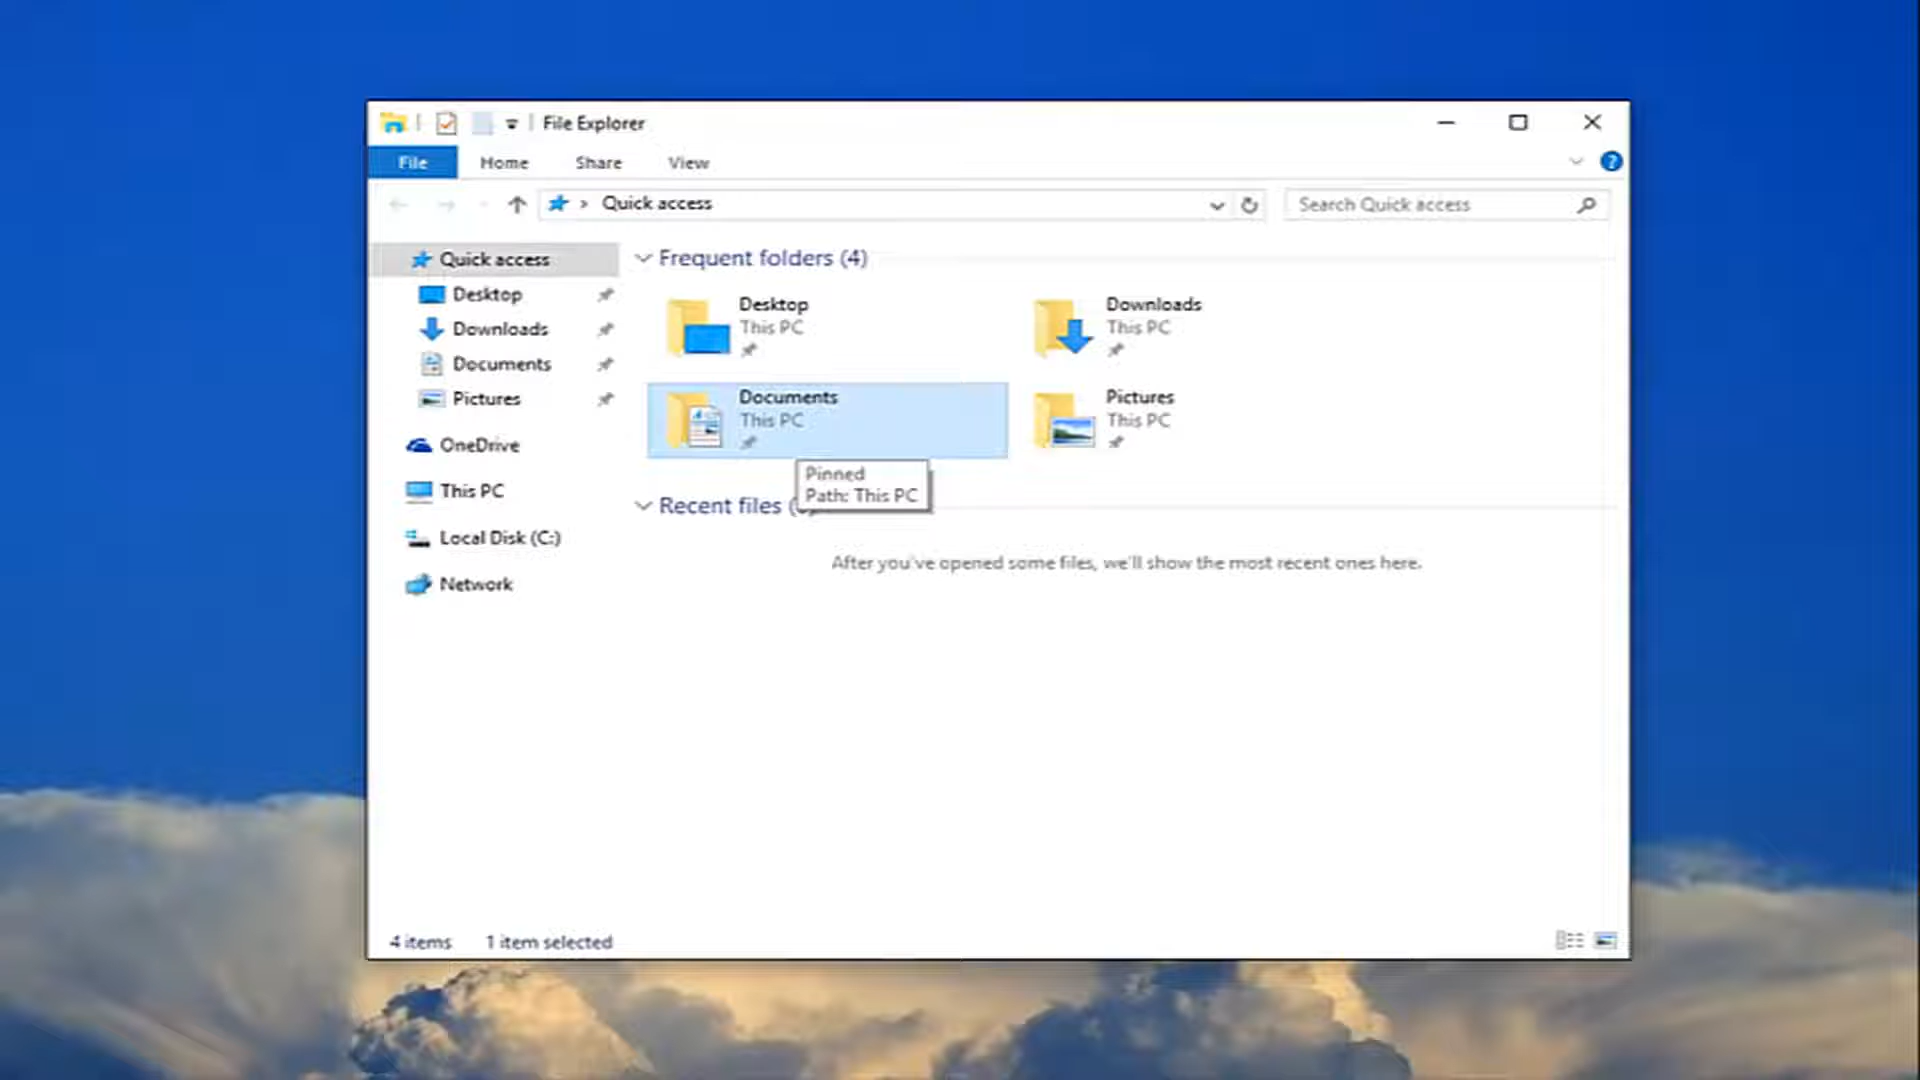 File Explorer
File Home Share View
Quick access
Search Quick access
Quick access
Desktop
Downloads
Documents
Pictures
OneDrive
This PC
Local Disk (C:)
Network
Frequent folders (4)
Desktop
This PC
Downloads
This PC
Documents
This PC
Pictures
This PC
Pinned
Path: This PC
Recent files
After you've opened some files, we'll show the most recent ones here.
4 items 1 item selected